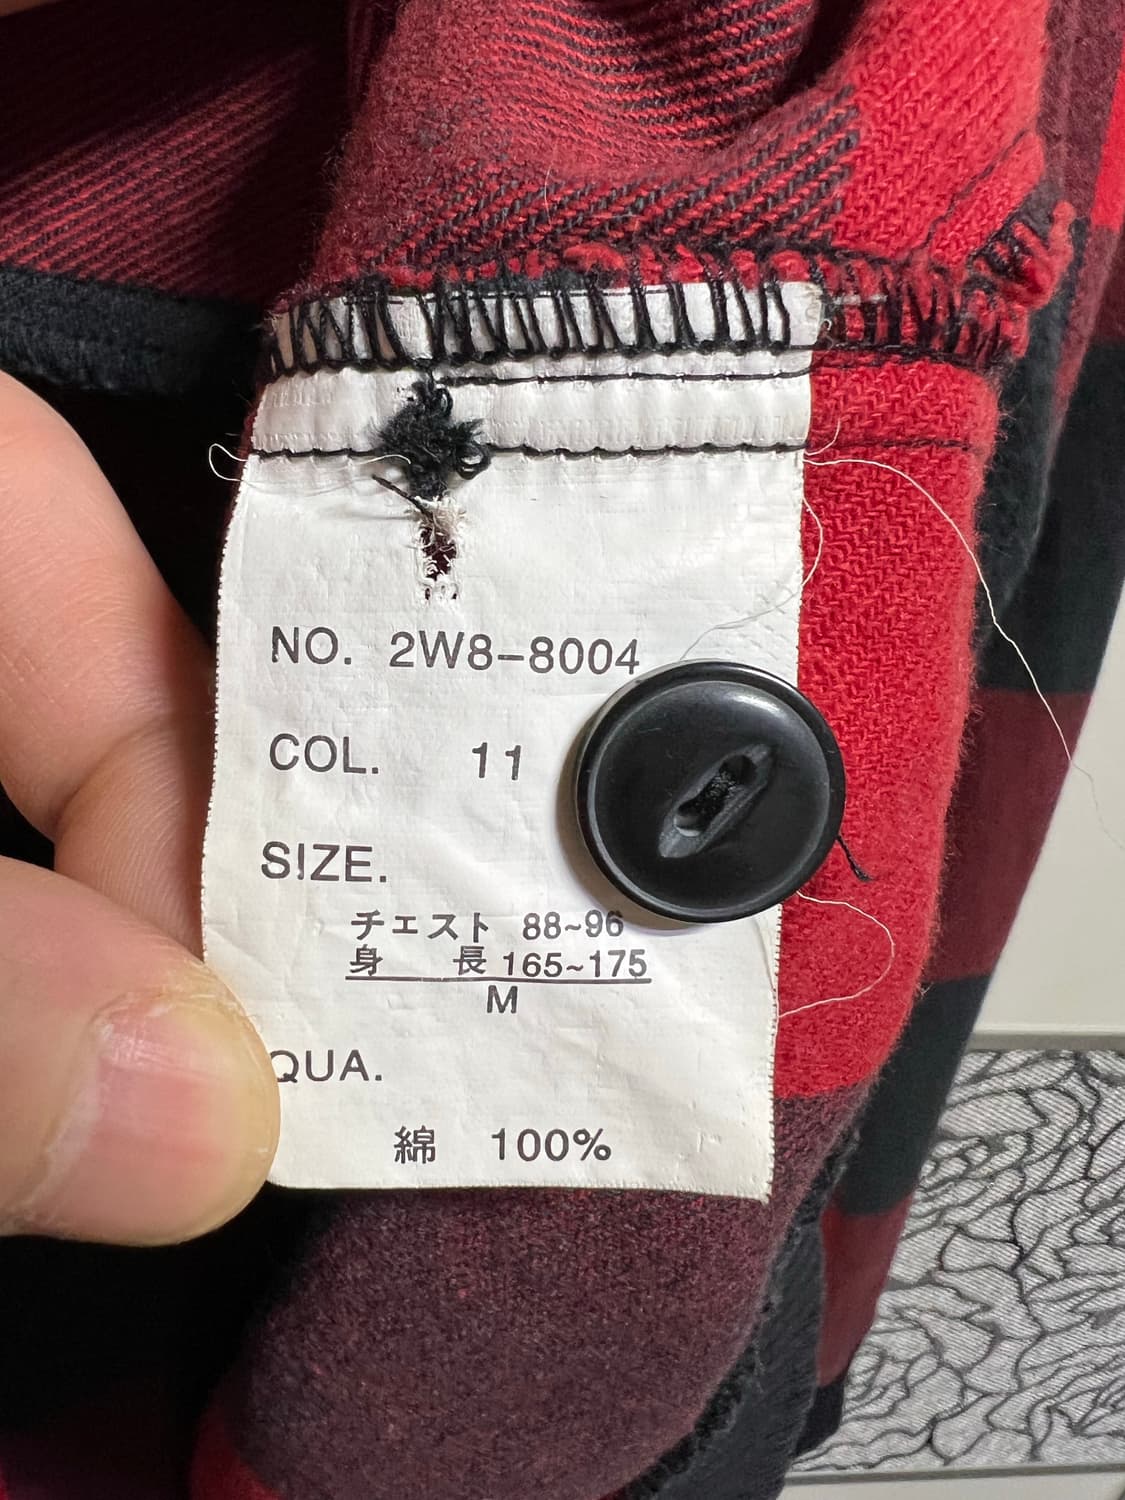 NO. 2W8-8004
COL. 11
SIZE.
チェスト 88~96
身 長 165~175
M
QUA.
綿 100%